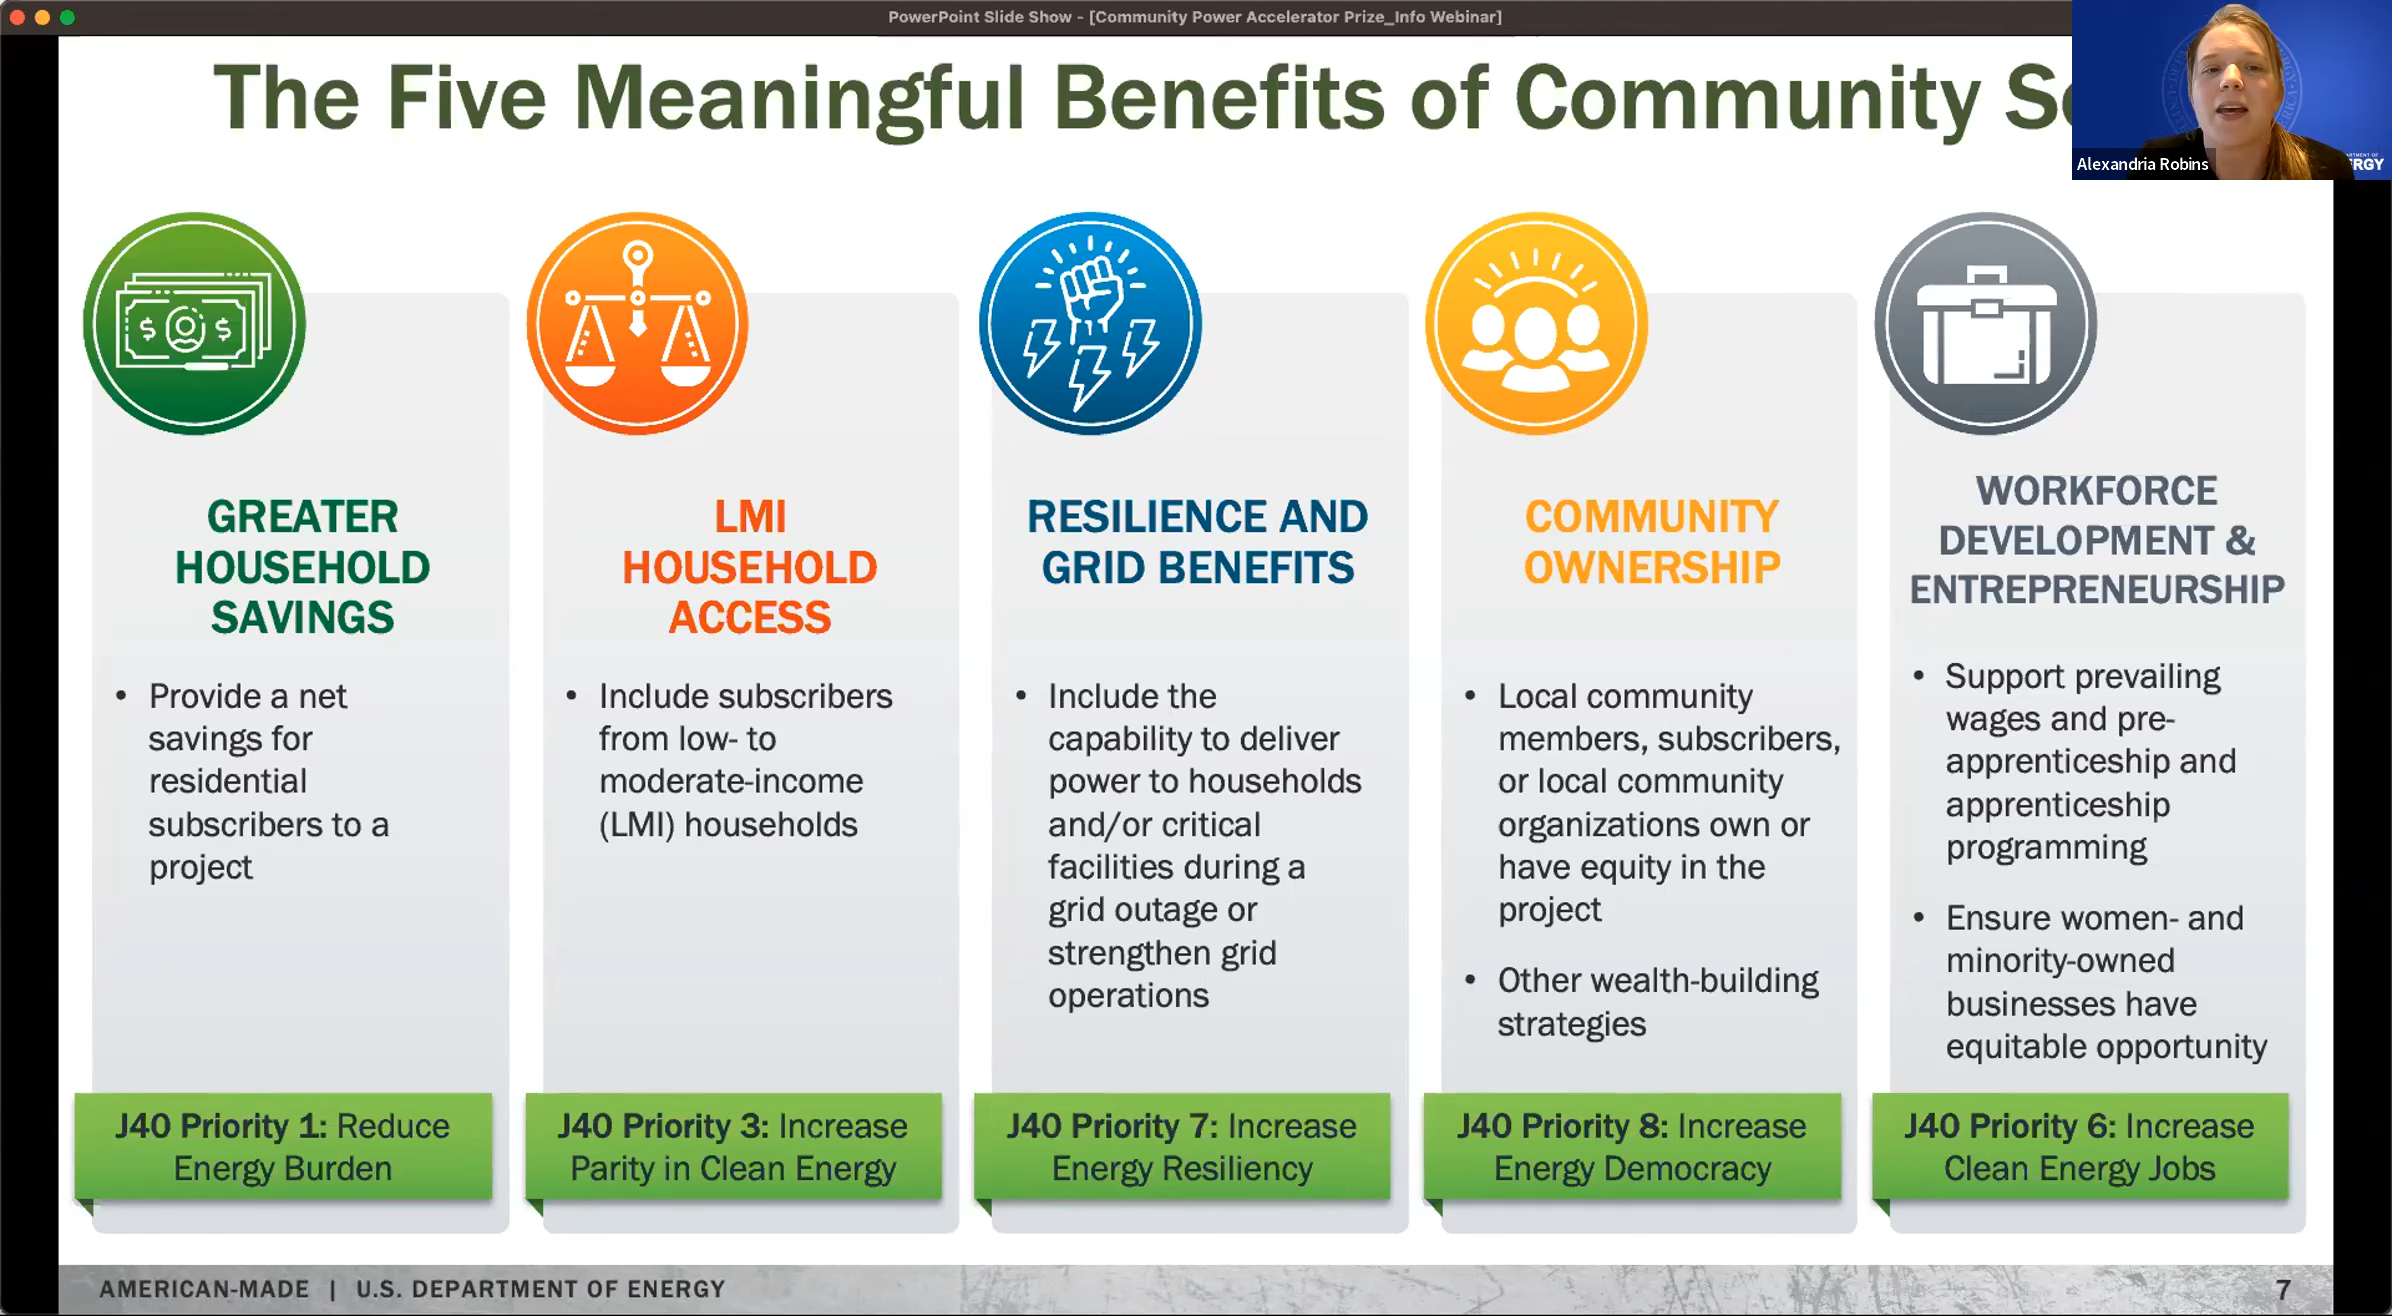 PowerPoint Slide Show - [Community Power Accelerator Prize_Info Webinar]
The Five Meaningful Benefits of Community
Alexandria Robins
$ $
GREATER
HOUSEHOLD
SAVINGS
• Provide a net
savings for
residential
subscribers to a
project
J40 Priority 1: Reduce
Energy Burden
LMI
HOUSEHOLD
ACCESS
• Include subscribers
from low- to
moderate-income
(LMI) households
J40 Priority 3: Increase
Parity in Clean Energy
RESILIENCE AND
GRID BENEFITS
• Include the
capability to deliver
power to households
and/or critical
facilities during a
grid outage or
strengthen grid
operations
J40 Priority 7: Increase
Energy Resiliency
COMMUNITY
OWNERSHIP
• Local community
members, subscribers,
or local community
organizations own or
have equity in the
project
• Other wealth-building
strategies
J40 Priority 8: Increase
Energy Democracy
WORKFORCE
DEVELOPMENT &
ENTREPRENEURSHIP
• Support prevailing
wages and pre-
apprenticeship and
apprenticeship
programming
• Ensure women- and
minority-owned
businesses have
equitable opportunity
J40 Priority 6: Increase
Clean Energy Jobs
AMERICAN-MADE | U.S. DEPARTMENT OF ENERGY
7